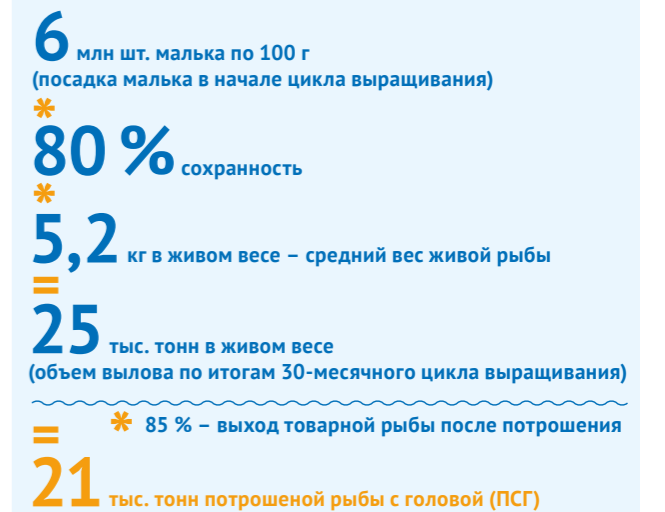 6 млн шт. малька по 100 г
(посадка малька в начале цикла выращивания)
*
80 % сохранность
*
5,2 кг в живом весе – средний вес живой рыбы
=
25 тыс. тонн в живом весе
(объем вылова по итогам 30-месячного цикла выращивания)
* 85 % – выход товарной рыбы после потрошения
=
21 тыс. тонн потрошеной рыбы с головой (ПСГ)